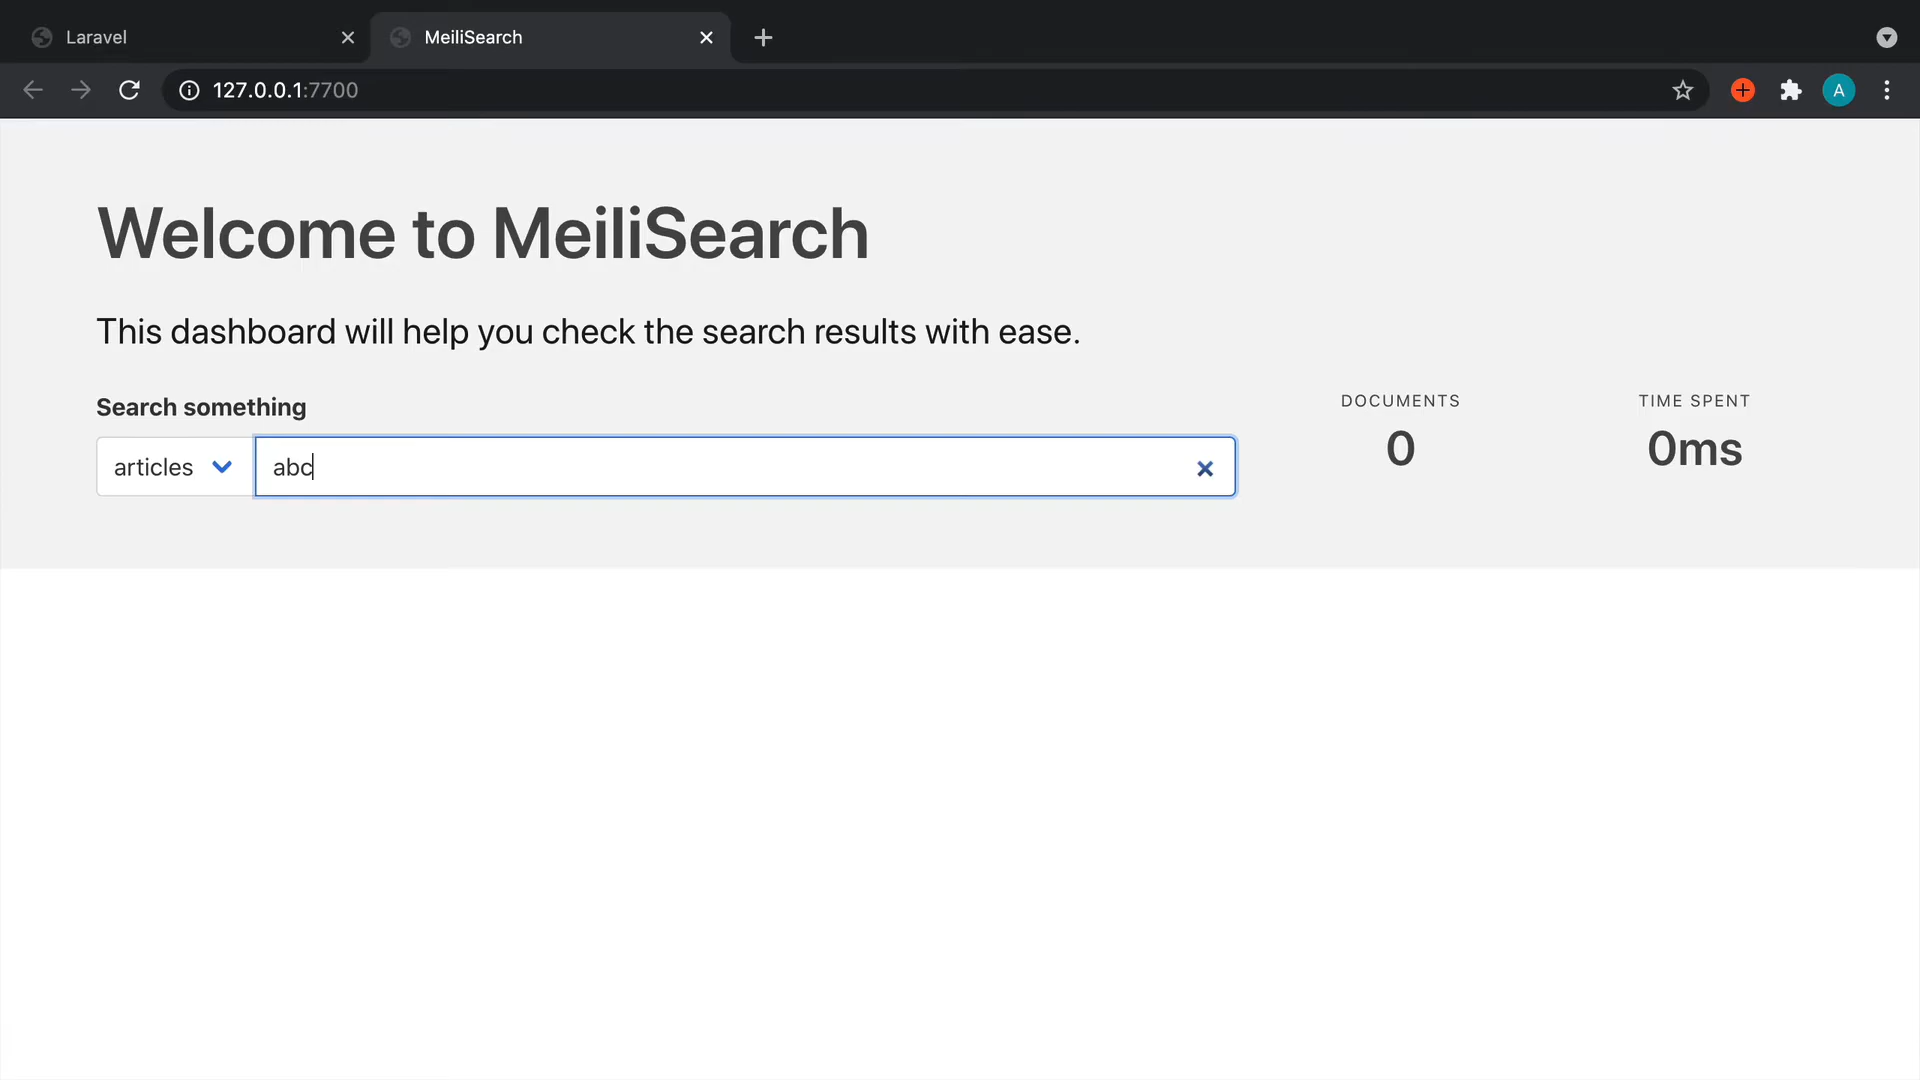 Laravel
MeiliSearch
127.0.0.1:7700
A
Welcome to MeiliSearch
This dashboard will help you check the search results with ease.
Search something
articles
abc
DOCUMENTS
0
TIME SPENT
0ms